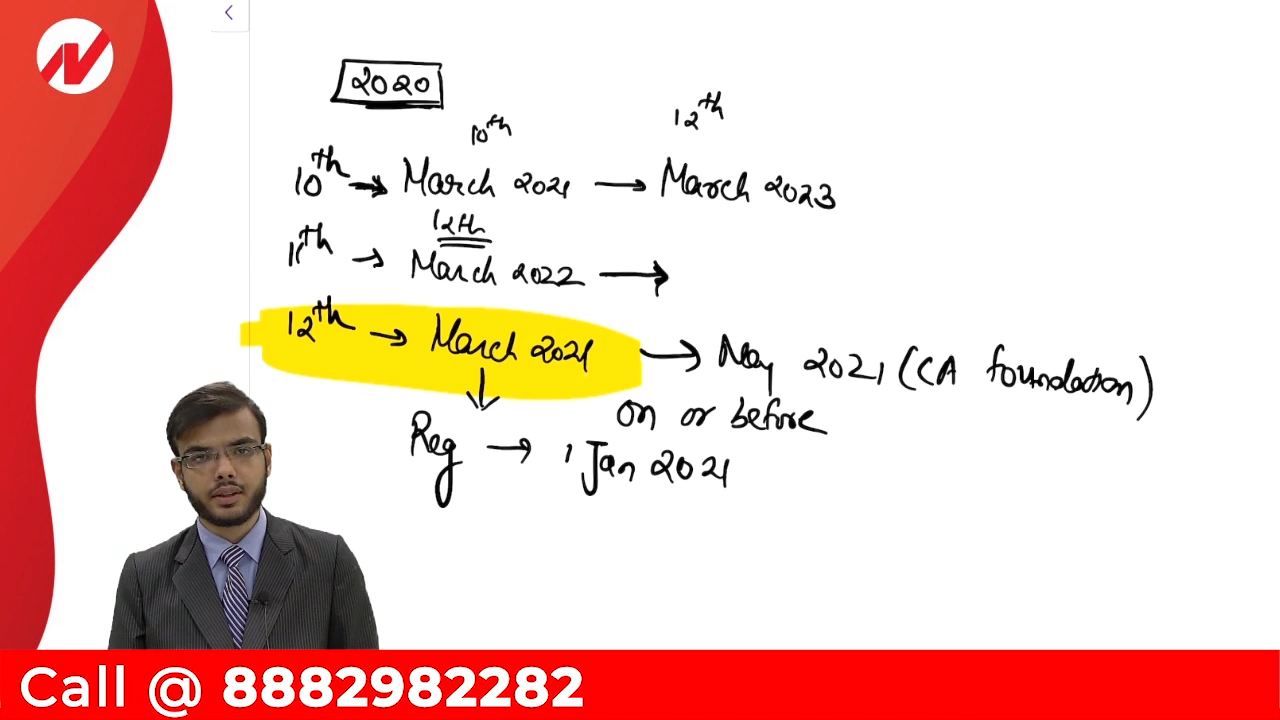 2020
10th
12th
10th → March 2021 → March 2023
12th
11th → March 2022 →
12th → March 2021 → May 2021 (CA foundation)
on or before
Reg → 1 Jan 2021
Call @ 8882982282